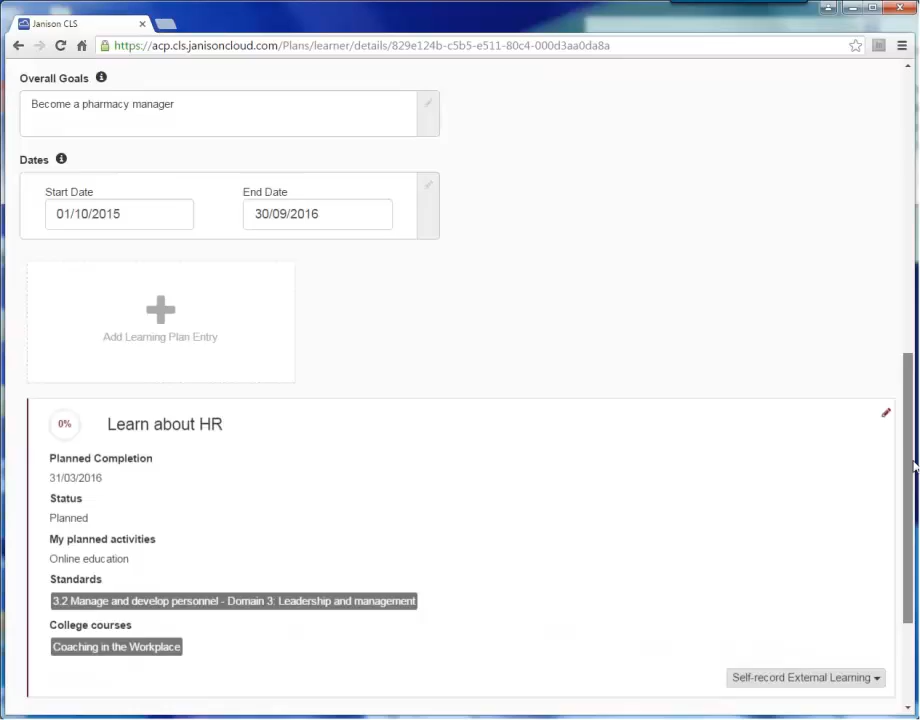 Janison CLS
https://acp.cls.janisoncloud.com/Plans/learner/details/829e124b-c5b5-e511-80c4-000d3aa0da8a
Overall Goals
Become a pharmacy manager
Dates
Start Date End Date
01/10/2015 30/09/2016
Add Learning Plan Entry
0% Learn about HR
Planned Completion
31/03/2016
Status
Planned
My planned activities
Online education
Standards
3.2 Manage and develop personnel - Domain 3: Leadership and management
College courses
Coaching in the Workplace
Self-record External Learning